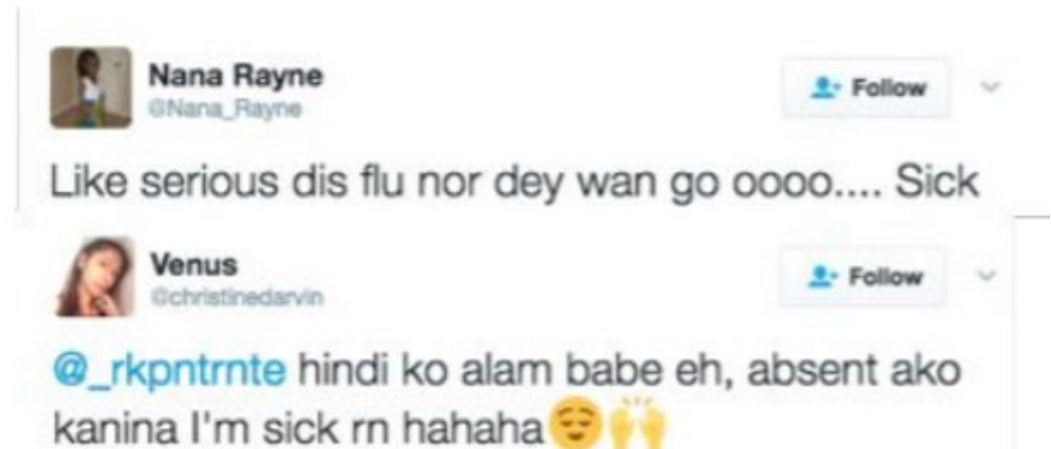 Nana Rayne
Follow
@Nana_Rayne
Like serious dis flu nor dey wan go oooo.... Sick
Venus
Follow
@christinedarvin
@_rkpntrnte hindi ko alam babe eh, absent ako
kanina I'm sick rn hahaha😌🙌